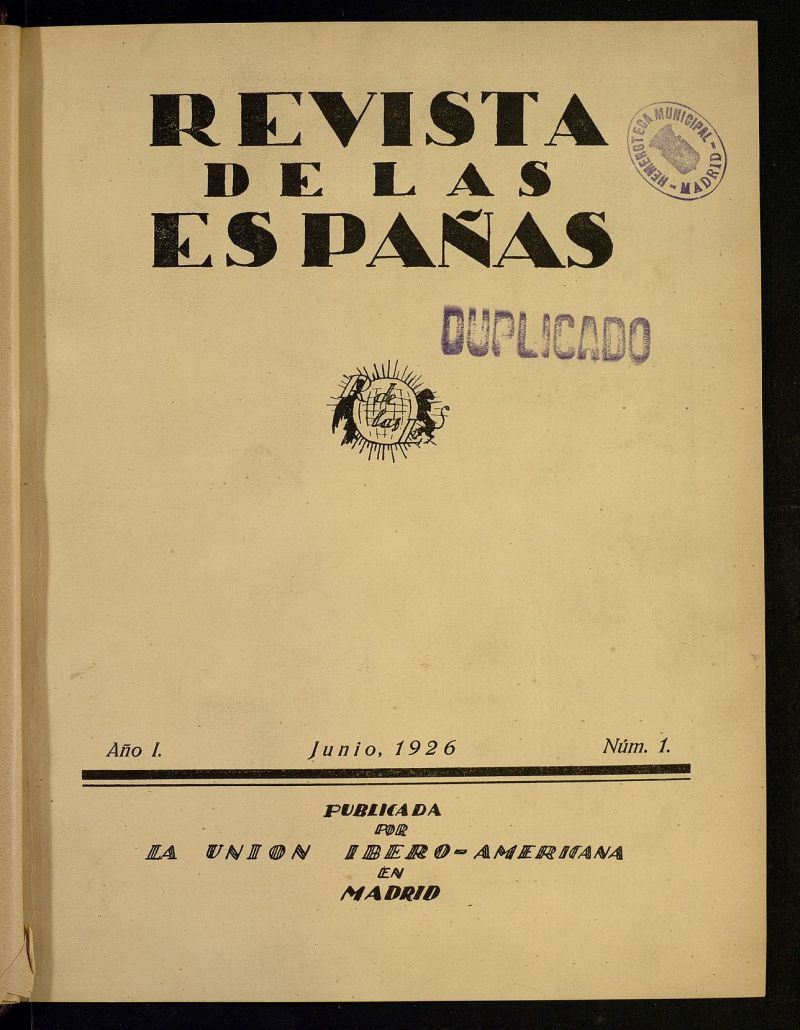 REVISTA
DE LAS
ESPAÑAS
HEMEROTECA MUNICIPAL
- MADRID -
DUPLICADO
R de
las Es
Año I.
Junio, 1926
Núm. 1.
PUBLICADA
POR
LA UNION IBERO-AMERICANA
EN
MADRID